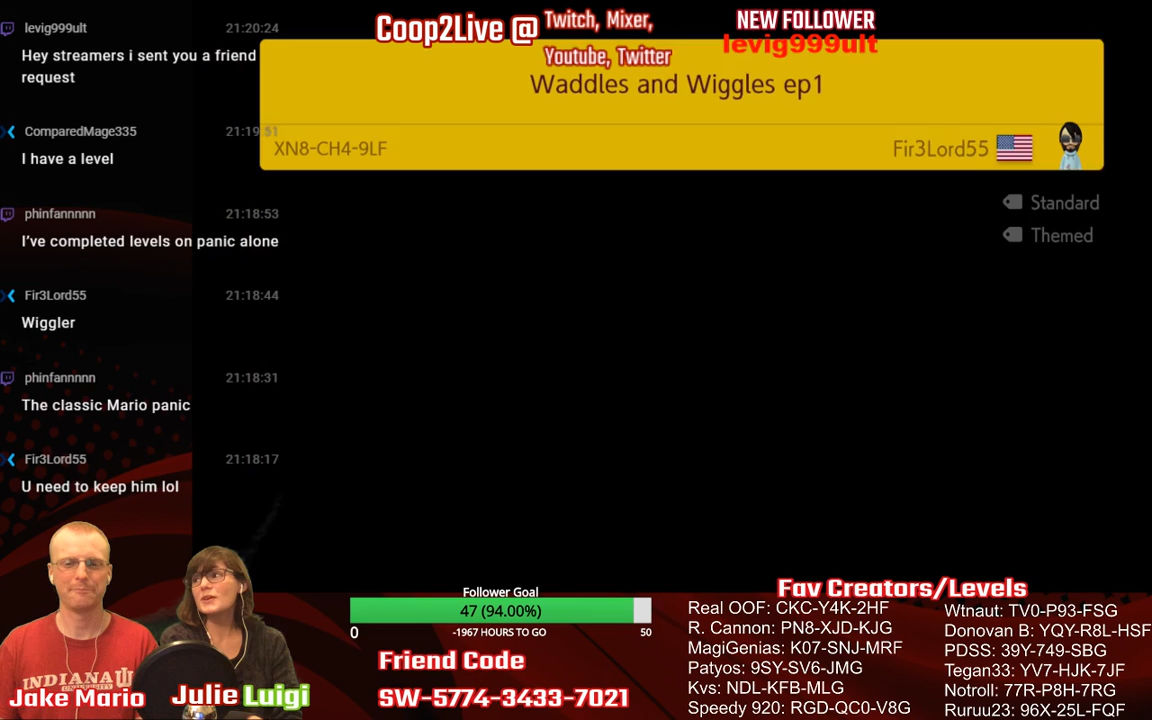 levig999ult 21:20:24
Hey streamers i sent you a friend
request
ComparedMage335 21:19:51
I have a level
phinfannnnn 21:18:53
I've completed levels on panic alone
Fir3Lord55 21:18:44
Wiggler
phinfannnnn 21:18:31
The classic Mario panic
Fir3Lord55 21:18:17
U need to keep him lol
Coop2Live @ Twitch, Mixer,
Youtube, Twitter
NEW FOLLOWER
levig999ult
Waddles and Wiggles ep1
XN8-CH4-9LF Fir3Lord55
Standard
Themed
INDIANA
Jake Mario
Julie Luigi
Follower Goal
47 (94.00%)
0 -1967 HOURS TO GO 50
Friend Code
SW-5774-3433-7021
Fav Creators/Levels
Real OOF: CKC-Y4K-2HF
R. Cannon: PN8-XJD-KJG
MagiGenias: K07-SNJ-MRF
Patyos: 9SY-SV6-JMG
Kvs: NDL-KFB-MLG
Speedy 920: RGD-QC0-V8G
Wtnaut: TV0-P93-FSG
Donovan B: YQY-R8L-HSF
PDSS: 39Y-749-SBG
Tegan33: YV7-HJK-7JF
Notroll: 77R-P8H-7RG
Ruruu23: 96X-25L-FQF